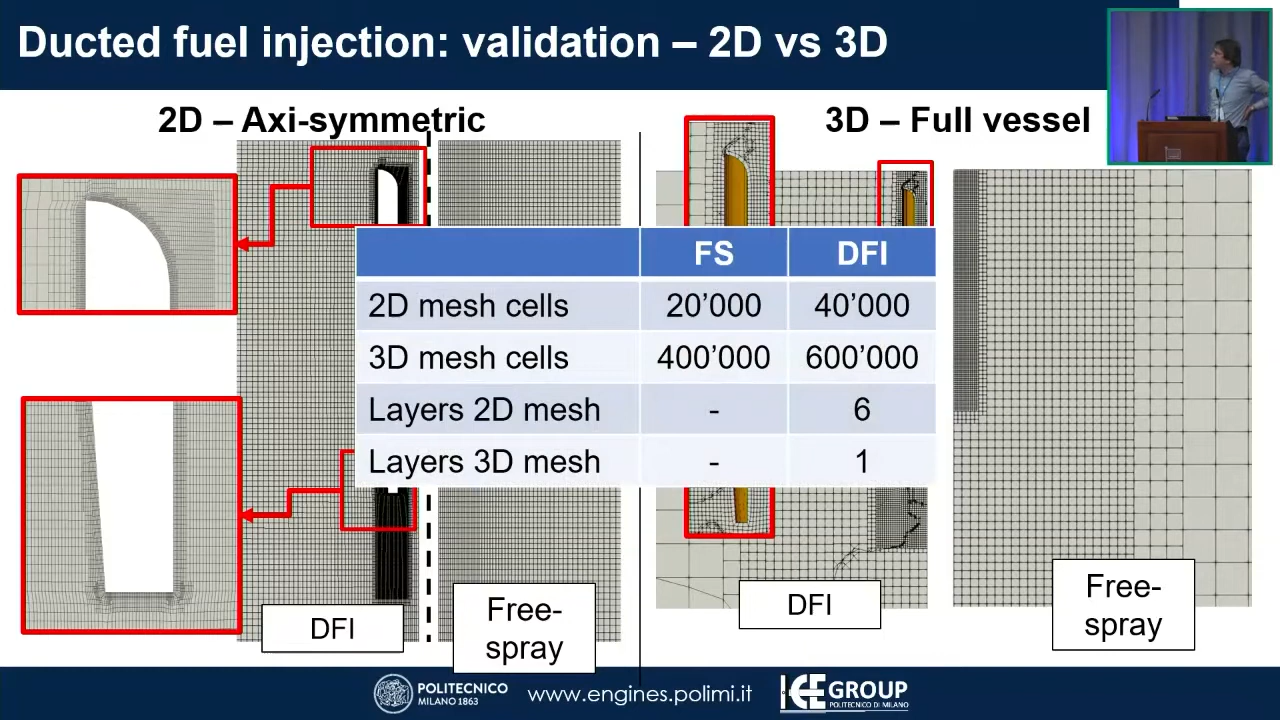 Ducted fuel injection: validation – 2D vs 3D
2D – Axi-symmetric
3D – Full vessel
FS DFI
2D mesh cells 20’000 40’000
3D mesh cells 400’000 600’000
Layers 2D mesh - 6
Layers 3D mesh - 1
DFI
Free-
spray
DFI
Free-
spray
POLITECNICO
MILANO 1863
www.engines.polimi.it
ICE GROUP
POLITECNICO DI MILANO